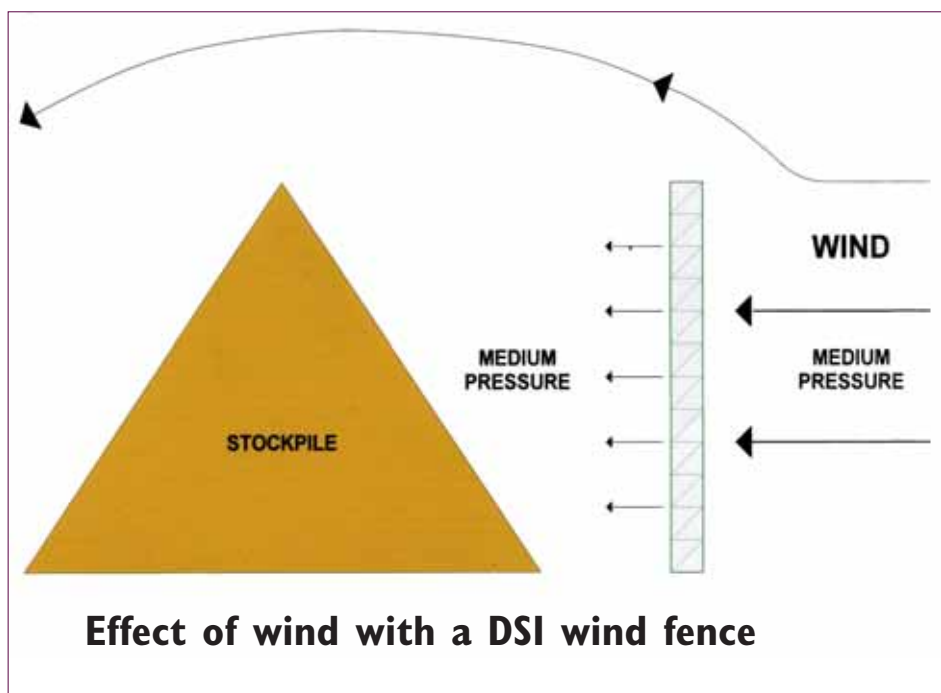 WIND
MEDIUM
PRESSURE
MEDIUM
PRESSURE
STOCKPILE
Effect of wind with a DSI wind fence